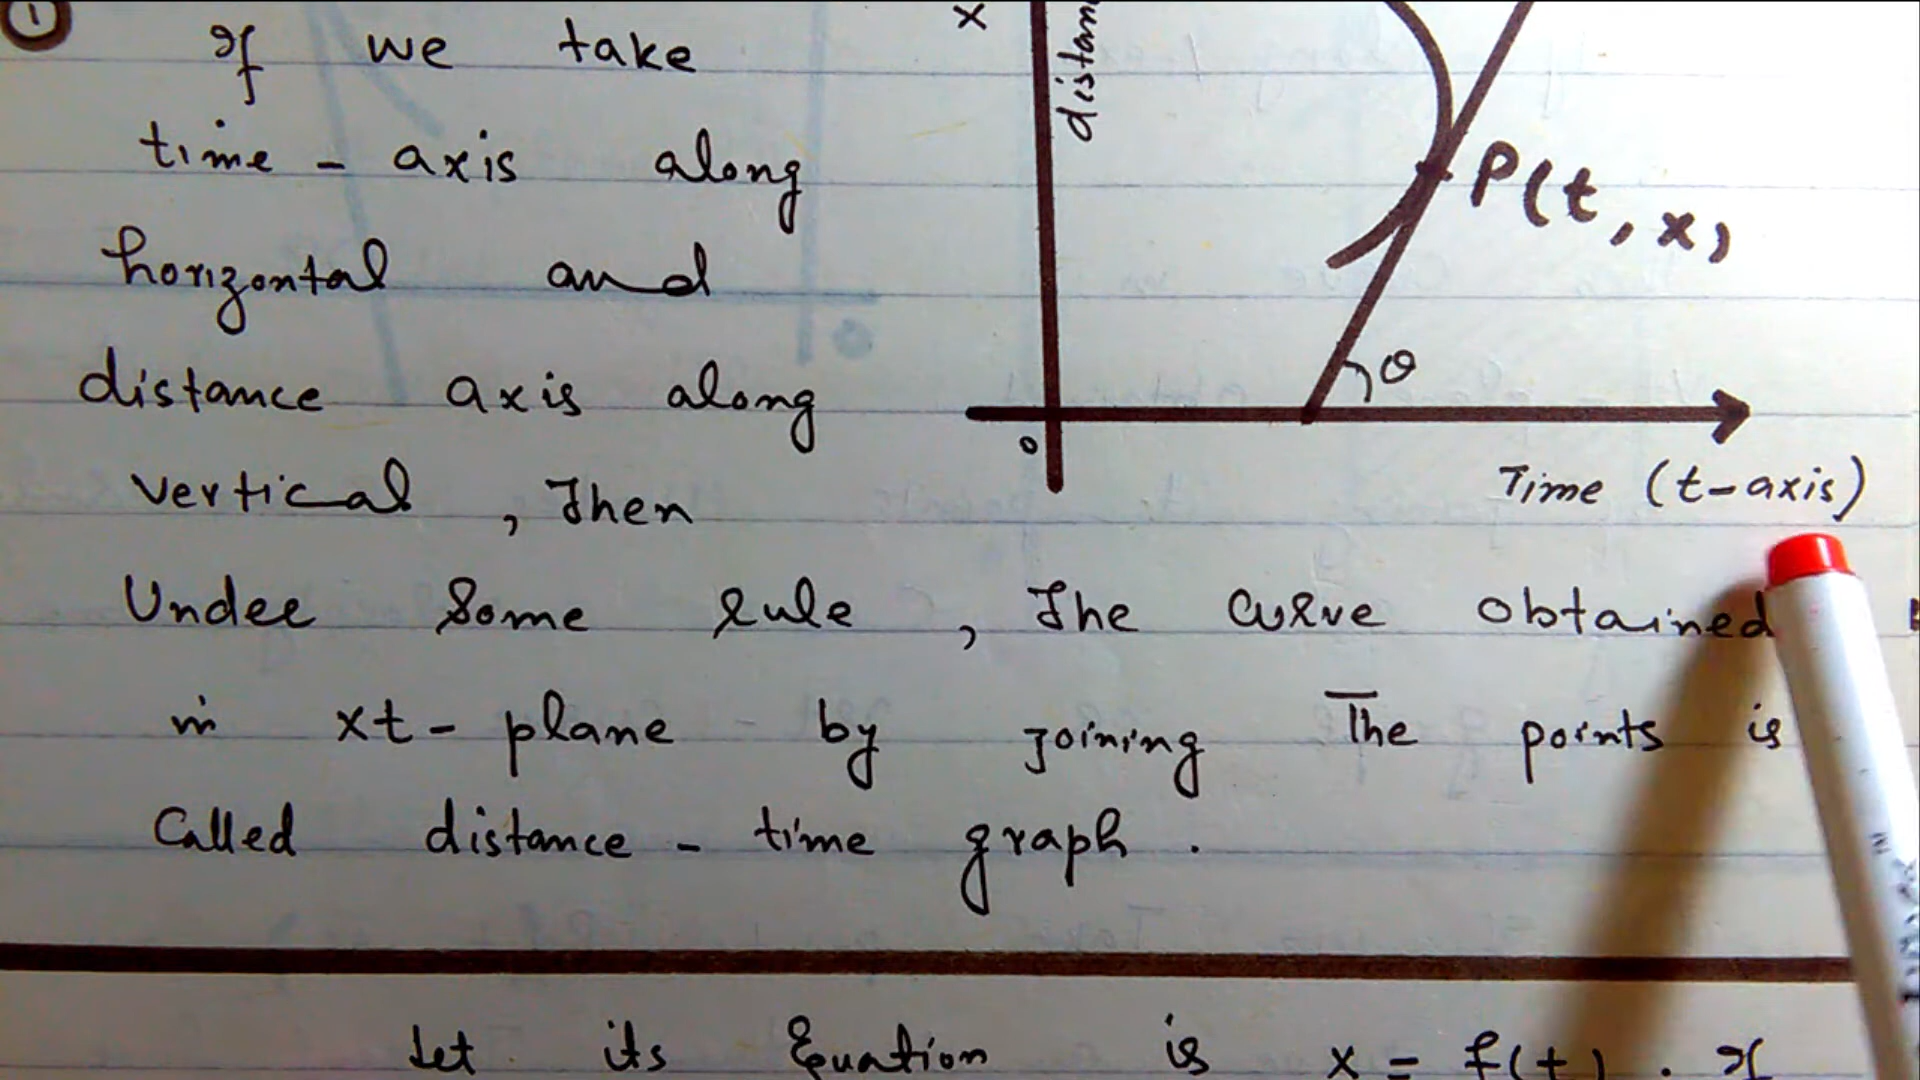 1
If we take
time - axis along
horizontal and
distance axis along
vertical, Then
Under some rule, The curve obtained
in xt - plane by joining The points is
Called distance - time graph.
Let its Equation is x = f(t). If
x
P(t, x)
θ
0
Time (t-axis)